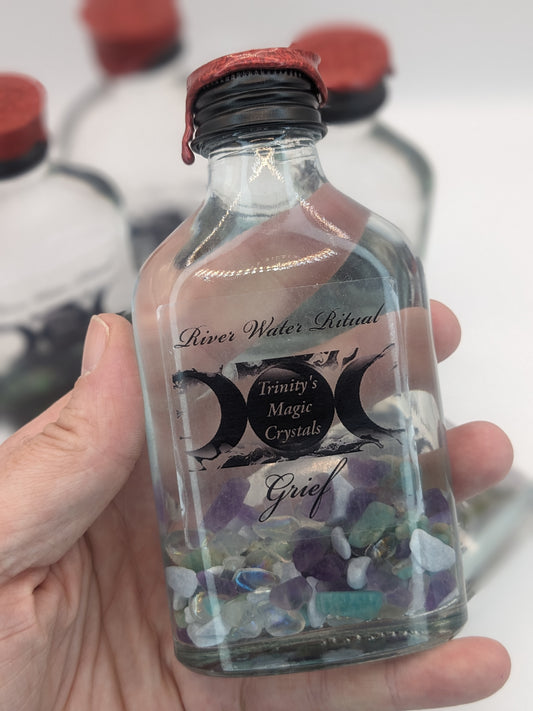 River Water Ritual
Trinity's
Magic
Crystals
Grief